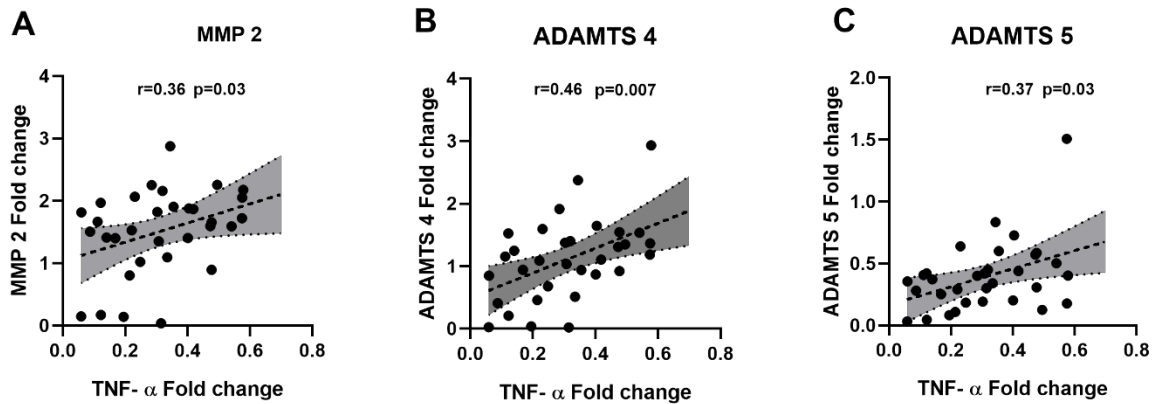 A
MMP 2
r=0.36 p=0.03
MMP 2 Fold change
4
3
2
1
0
0.0 0.2 0.4 0.6 0.8
TNF- α Fold change
B
ADAMTS 4
r=0.46 p=0.007
ADAMTS 4 Fold change
4
3
2
1
0
0.0 0.2 0.4 0.6 0.8
TNF- α Fold change
C
ADAMTS 5
r=0.37 p=0.03
ADAMTS 5 Fold change
2.0
1.5
1.0
0.5
0.0
0.0 0.2 0.4 0.6 0.8
TNF- α Fold change